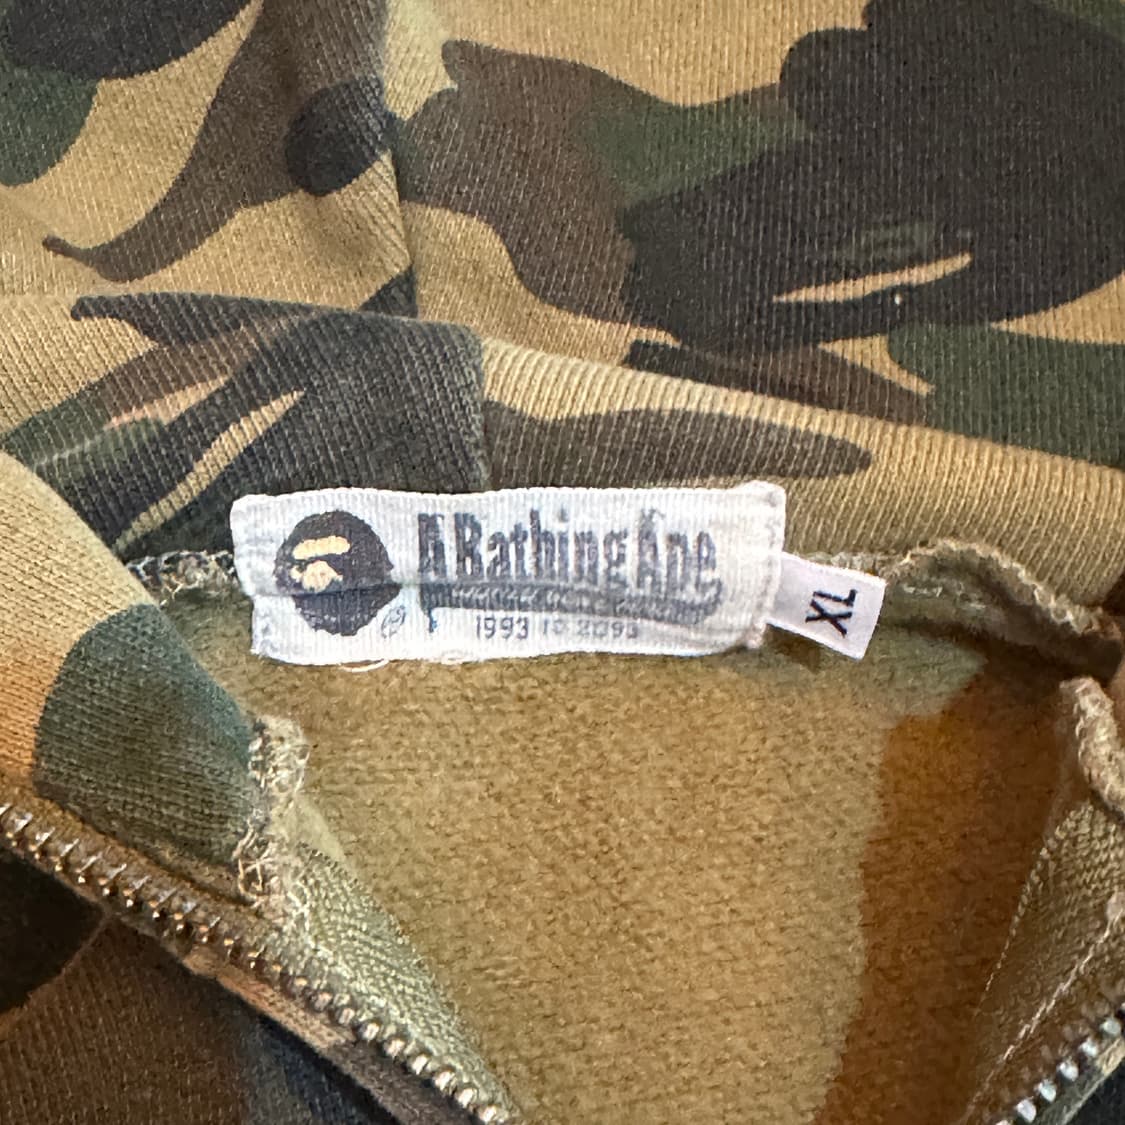 A Bathing Ape
1993 TO 2093
XL